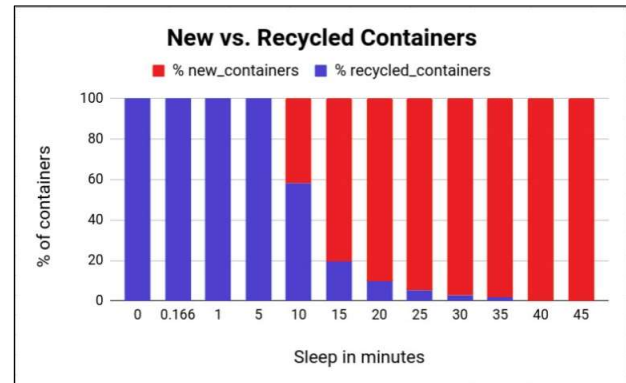 New vs. Recycled Containers
% new_containers % recycled_containers
100
80
60
40
20
0
% of containers
0 0.166 1 5 10 15 20 25 30 35 40 45
Sleep in minutes